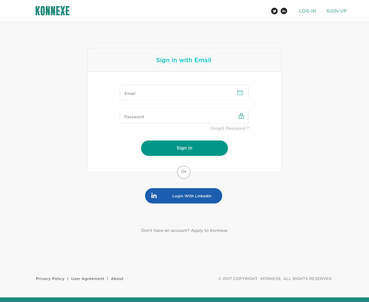 KONNEXE
LOG IN SIGN UP
Sign in with Email
Email
Password
Forgot Password ?
Sign in
Or
in Login With Linkedin
Don't have an account? Apply to Konnexe
Privacy Policy | User Agreement | About
© 2017 COPYRIGHT. KONNEXE, ALL RIGHTS RESERVED.